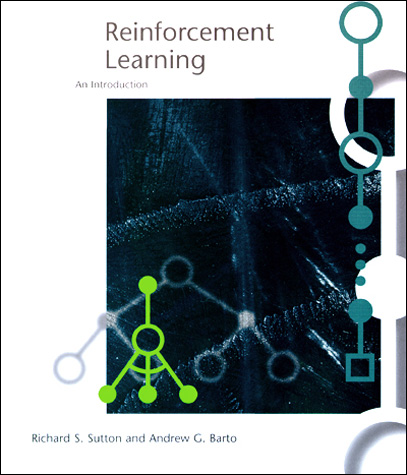 Reinforcement
Learning
An Introduction
Richard S. Sutton and Andrew G. Barto